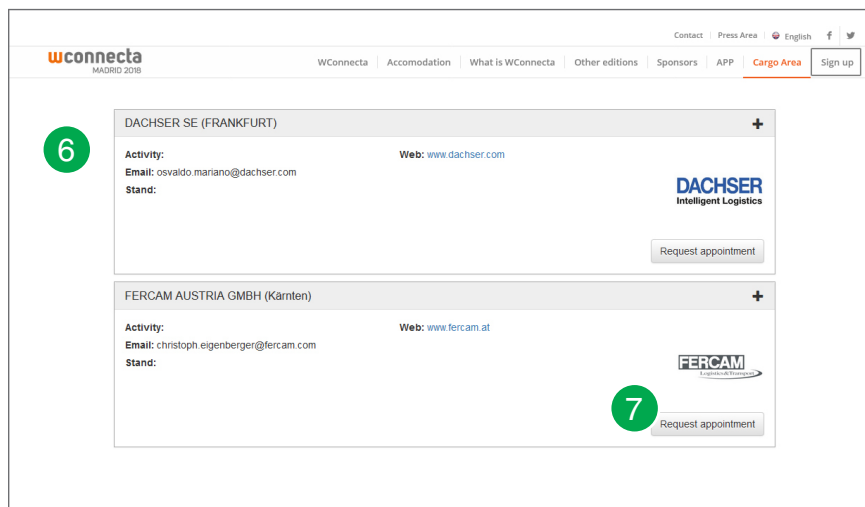 Contact Press Area English
wconnecta
MADRID 2018
WConnecta Accomodation What is WConnecta Other editions Sponsors APP Cargo Area Sign up
6
DACHSER SE (FRANKFURT)
Activity: Web: www.dachser.com
Email: osvaldo.mariano@dachser.com
Stand:
DACHSER
Intelligent Logistics
Request appointment
FERCAM AUSTRIA GMBH (Kärnten)
Activity: Web: www.fercam.at
Email: christoph.eigenberger@fercam.com
Stand:
FERCAM
Logistics&Transport
7
Request appointment